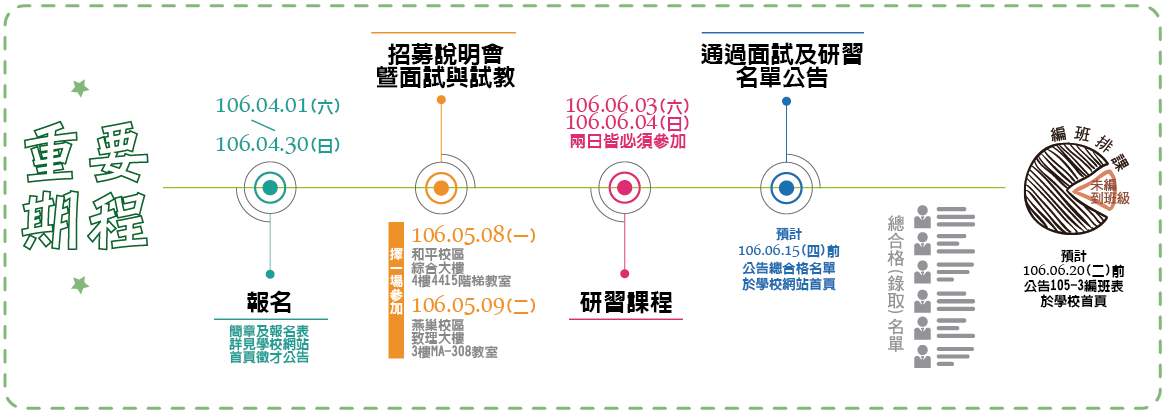 重要
期程
106.04.01(六)
106.04.30(日)
報名
簡章及報名表
詳見學校網站
首頁徵才公告
招募說明會
暨面試與試教
擇一場參加
106.05.08(一)
和平校區
綜合大樓
4樓4415階梯教室
106.05.09(二)
燕巢校區
致理大樓
3樓MA-308教室
106.06.03(六)
106.06.04(日)
兩日皆必須參加
研習課程
通過面試及研習
名單公告
預計
106.06.15(四)前
公告總合格名單
於學校網站首頁
總合格(錄取)名單
編班排課
未編
到班級
預計
106.06.20(二)前
公告105-3編班表
於學校首頁